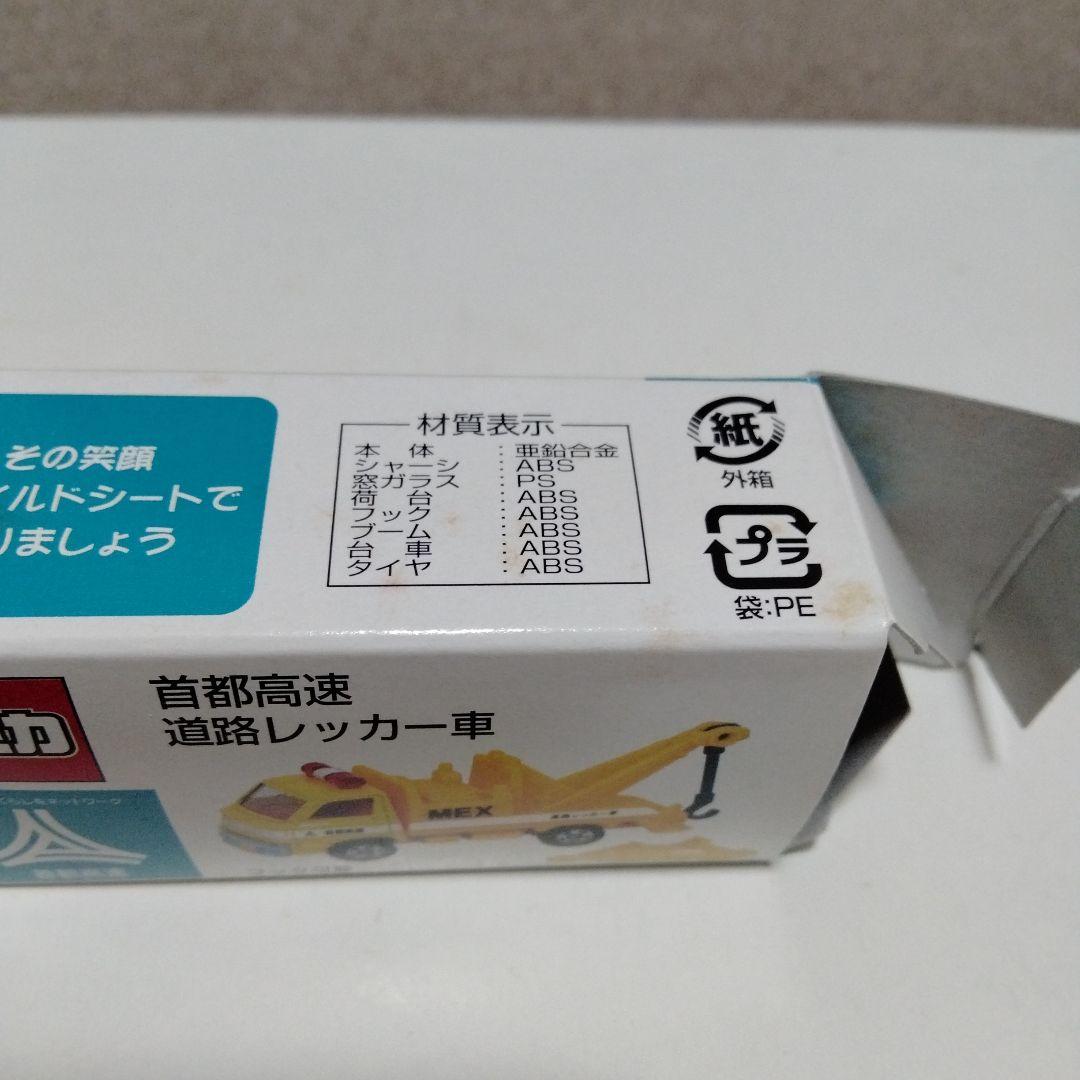 その笑顔
イルドシートで
りましょう
材質表示
本 体 : 亜鉛合金
シャーシ : ABS
窓ガラス : PS
荷 台 : ABS
フック : ABS
ブーム : ABS
台 車 : ABS
タイヤ : ABS
紙
外箱
プラ
袋:PE
首都高速
道路レッカー車
MEX